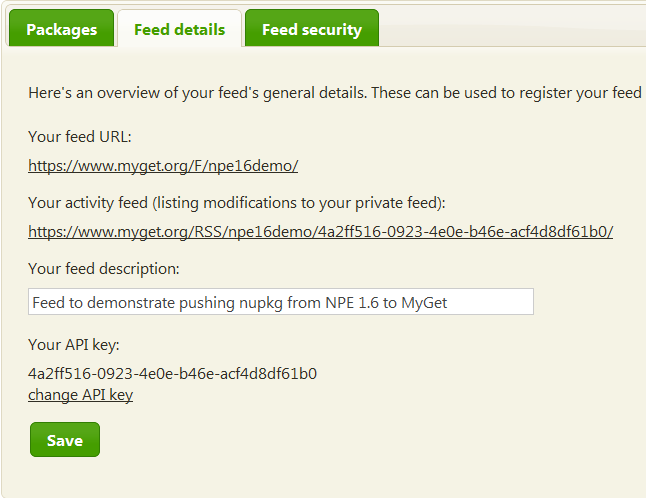 Packages
Feed details
Feed security
Here's an overview of your feed's general details. These can be used to register your feed
Your feed URL:
https://www.myget.org/F/npe16demo/
Your activity feed (listing modifications to your private feed):
https://www.myget.org/RSS/npe16demo/4a2ff516-0923-4e0e-b46e-acf4d8df61b0/
Your feed description:
Feed to demonstrate pushing nupkg from NPE 1.6 to MyGet
Your API key:
4a2ff516-0923-4e0e-b46e-acf4d8df61b0
change API key
Save